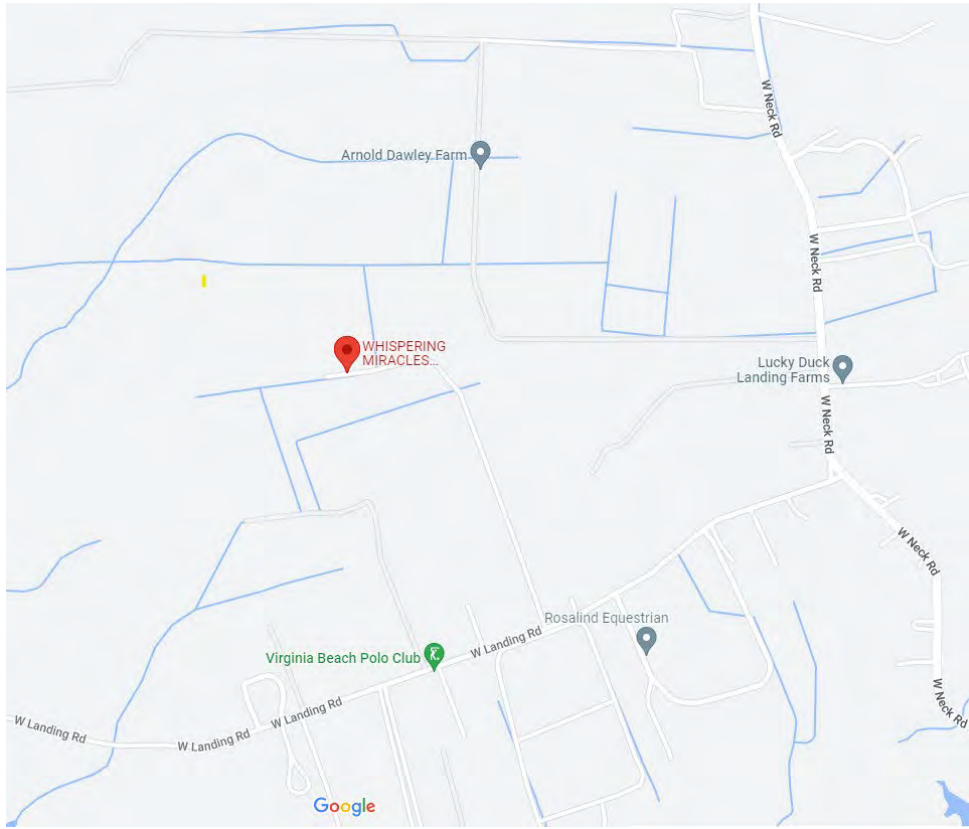 W Neck Rd
Arnold Dawley Farm
W Neck Rd
WHISPERING
MIRACLES...
Lucky Duck
Landing Farms
W Neck Rd
W Neck Rd
Rosalind Equestrian
W Landing Rd
Virginia Beach Polo Club
W Neck Rd
W Landing Rd
W Landing Rd
W Landing Rd
Google